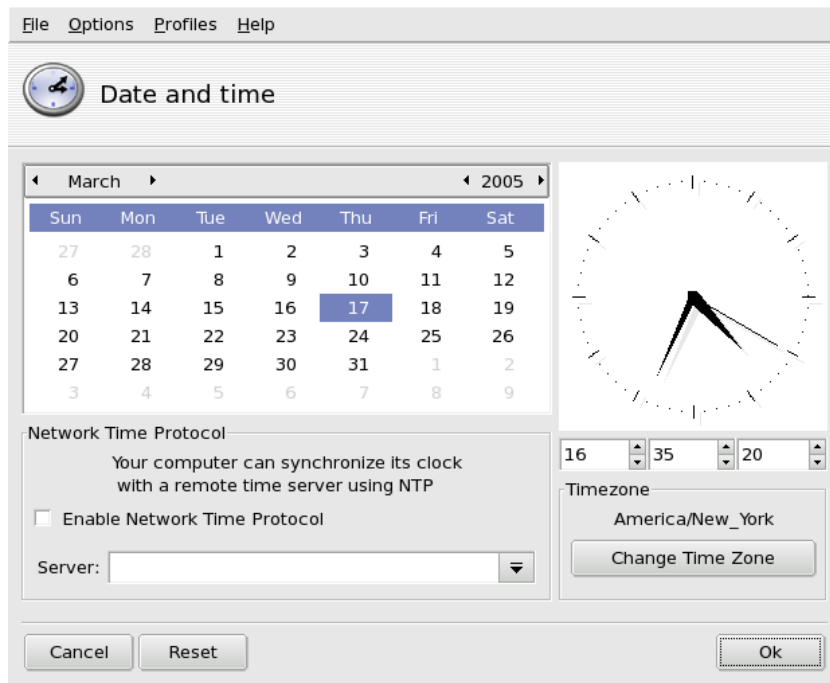 File Options Profiles Help
Date and time
March 2005
Sun Mon Tue Wed Thu Fri Sat
27 28 1 2 3 4 5
6 7 8 9 10 11 12
13 14 15 16 17 18 19
20 21 22 23 24 25 26
27 28 29 30 31 1 2
3 4 5 6 7 8 9
16 35 20
Network Time Protocol
Your computer can synchronize its clock
with a remote time server using NTP
Enable Network Time Protocol
Server:
Timezone
America/New_York
Change Time Zone
Cancel Reset Ok